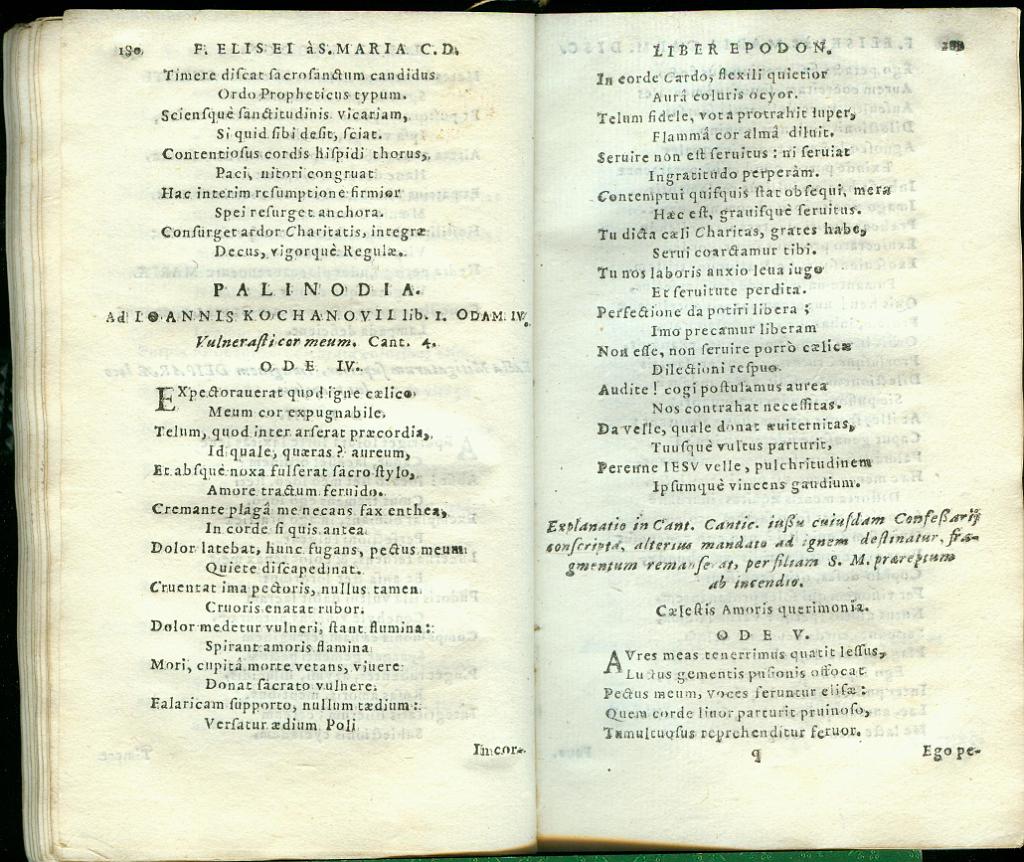 180 F. ELISEI à S. MARIA C. D.
Timere diſcat ſacroſanctum candidus
Ordo Propheticus typum.
Scienſquè ſanctitudinis vicariam,
Si quid ſibi deſit, ſciat.
Contentioſus cordis hiſpidi thorus,
Paci, nitori congruat.
Hac interim reſumptione firmior
Spei reſurget anchora.
Conſurget ardor Charitatis, integræ
Decus, vigorquè Regulæ.
PALINODIA.
Ad IOANNIS KOCHANOVII lib. I. ODAM. IV.
Vulneraſti cor meum. Cant. 4.
ODE IV.
EXpectorauerat quod igne cælico
Meum cor expugnabile,
Telum, quod inter arſerat præcordia,
Id quale, quæras? aureum,
Et abſquè noxa fulſerat ſacro ſtylo,
Amore tractum feruido.
Cremante plagâ me necans fax enthea,
In corde ſi quis antea
Dolor latebat, hunc fugans, pectus meum
Quiete diſcapedinat.
Cruentat ima pectoris, nullus tamen
Cruoris enatat rubor.
Dolor medetur vulneri, ſtant flumina:
Spirant amoris flamina
Mori, cupitâ morte vetans, viuere
Donat ſacrato vulnere.
Falaricam ſupporto, nullum tædium:
Verſatur ædium Poli
In cor-
LIBER EPODON.
In corde Cardo, flexili quietior
Aurâ coluris ocyor.
Telum fidele, vota protrahit ſuper,
Flammâ cor almâ diluit.
Seruire non eſt ſeruitus: ni ſeruiat
Ingratitudo perperàm.
Contemptui quiſquis ſtat obſequi, mera
Hæc eſt, grauiſquè ſeruitus.
Tu dicta cæli Charitas, grates habe,
Serui coarctamur tibi.
Tu nos laboris anxio leua iugo
Et ſeruitute perdita.
Perfectione da potiri libera;
Imo precamur liberam
Non eſſe, non ſeruire porrò cælicæ
Dilectioni reſpuo.
Audite! cogi poſtulamus aurea
Nos contrahat neceſſitas.
Da velle, quale donat æuiternitas,
Tuuſquè vultus parturit,
Perenne IESV velle, pulchritudinem
Ipſumquè vincens gaudium.
Explanatio in Cant. Cantic. iußu cuiuſdam Confeßarij
conſcripta, alterius mandato ad ignem deſtinatur, fra-
gmentum remanſerat, per filiam S. M. præreptum
ab incendio.
Cæleſtis Amoris querimonia.
ODE V.
AVres meas tenerrimus quatit leſſus,
Luctus gementis puſionis offocat
Pectus meum, voces feruntur eliſæ:
Quem corde liuor parturit pruinoſo,
Tumultuoſus reprehenditur feruor.
q Ego pe-